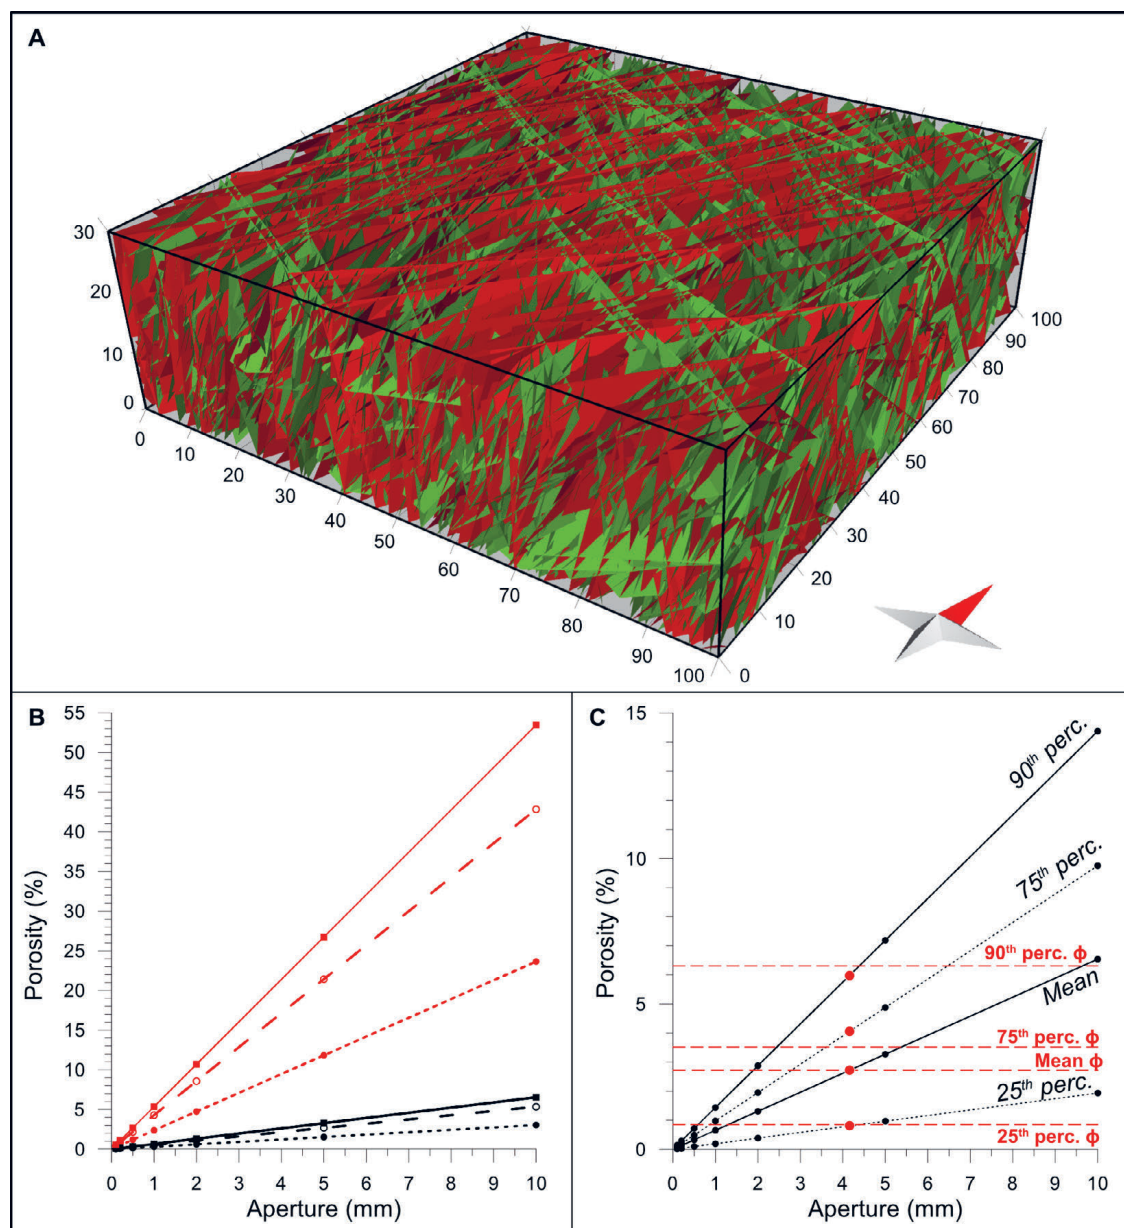 A
30
20
10
0
0
10
20
30
40
50
60
70
80
90
100
0
10
20
30
40
50
60
70
80
90
100
B
55
50
45
40
35
30
25
20
15
10
5
0
Porosity (%)
0 1 2 3 4 5 6 7 8 9 10
Aperture (mm)
C
15
10
5
0
Porosity (%)
90th perc.
75th perc.
90th perc. ϕ
Mean
75th perc. ϕ
Mean ϕ
25th perc.
25th perc. ϕ
0 1 2 3 4 5 6 7 8 9 10
Aperture (mm)